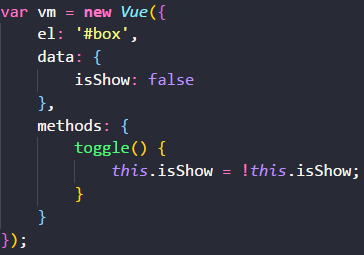 var vm = new Vue({
    el: '#box',
    data: {
        isShow: false
    },
    methods: {
        toggle() {
            this.isShow = !this.isShow;
        }
    }
});